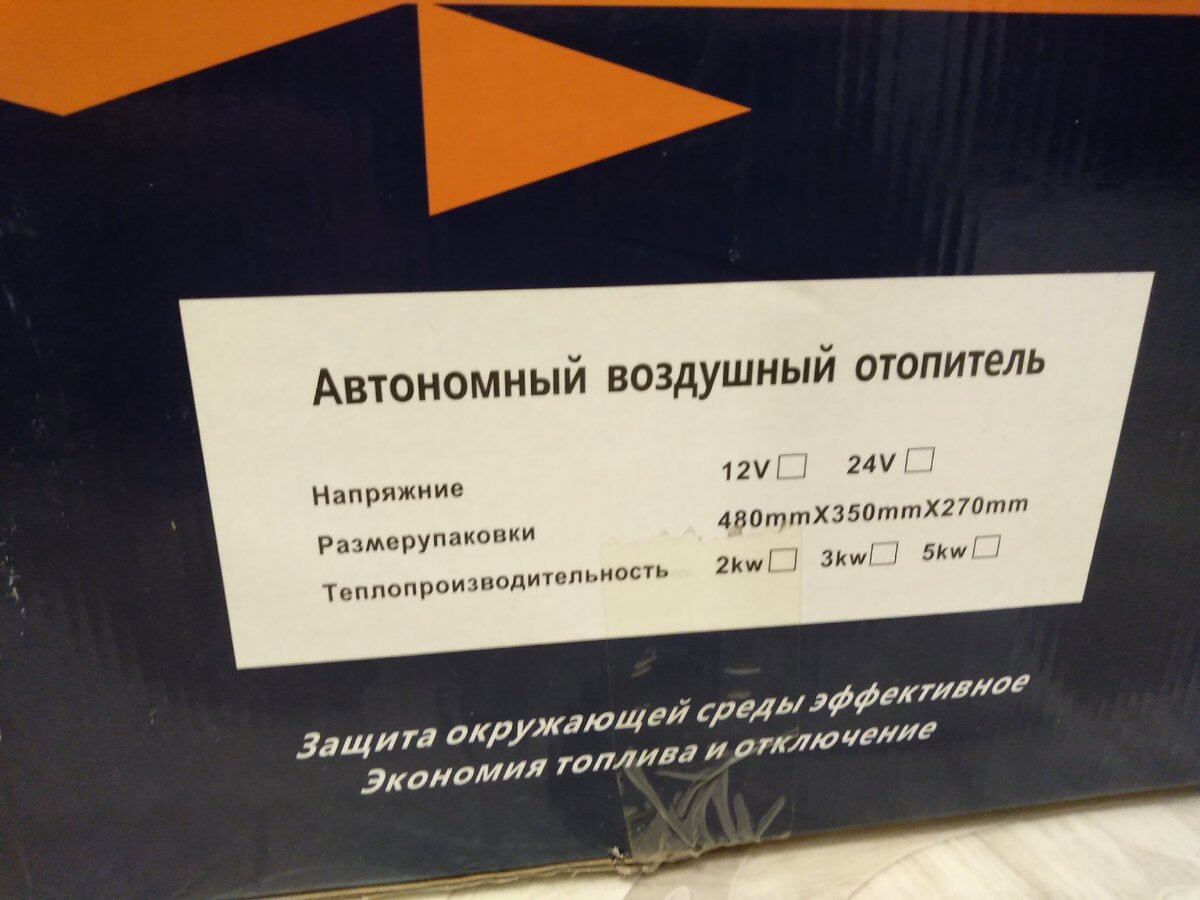 Автономный воздушный отопитель
Напряжние 12V 24V
Размерупаковки 480mmX350mmX270mm
Теплопроизводительность 2kw 3kw 5kw
Защита окружающей среды эффективное
Экономия топлива и отключение